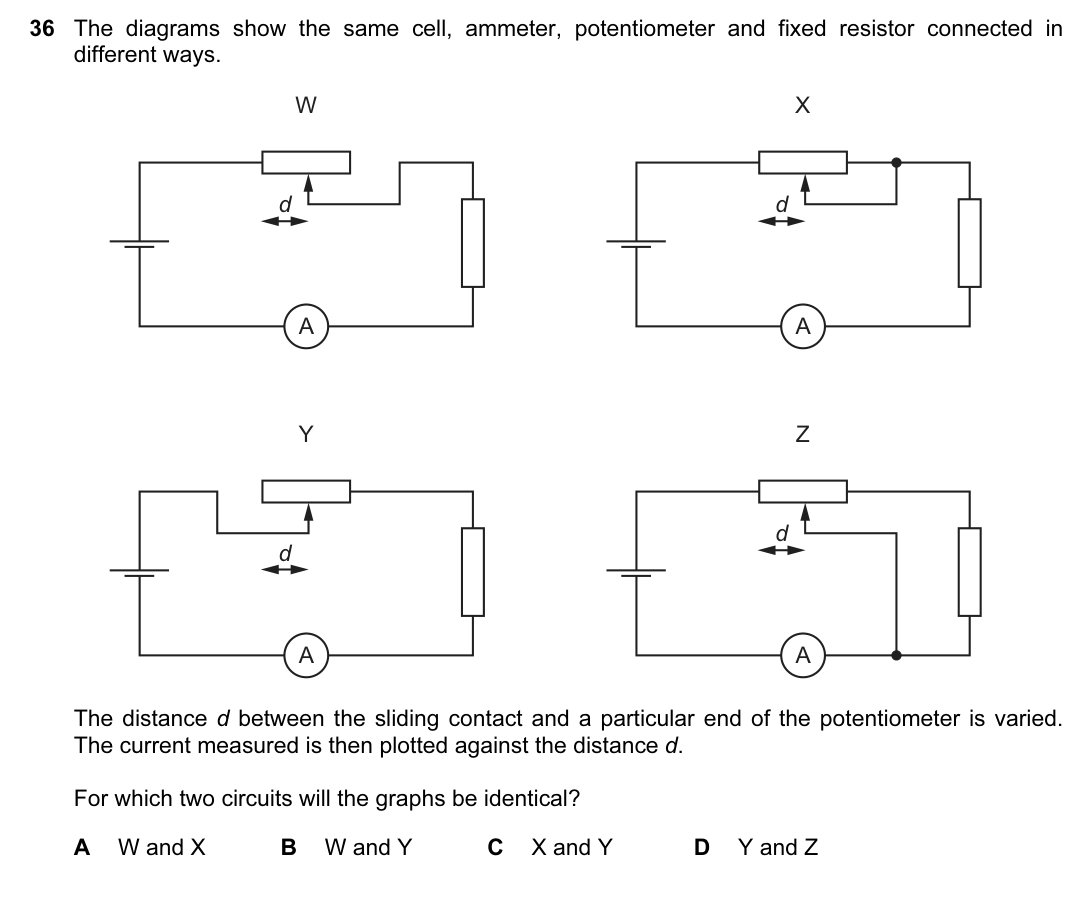 36 The diagrams show the same cell, ammeter, potentiometer and fixed resistor connected in
different ways.
W X
d d
A A
Y Z
d
d
A A
The distance d between the sliding contact and a particular end of the potentiometer is varied.
The current measured is then plotted against the distance d.
For which two circuits will the graphs be identical?
A W and X B W and Y C X and Y D Y and Z